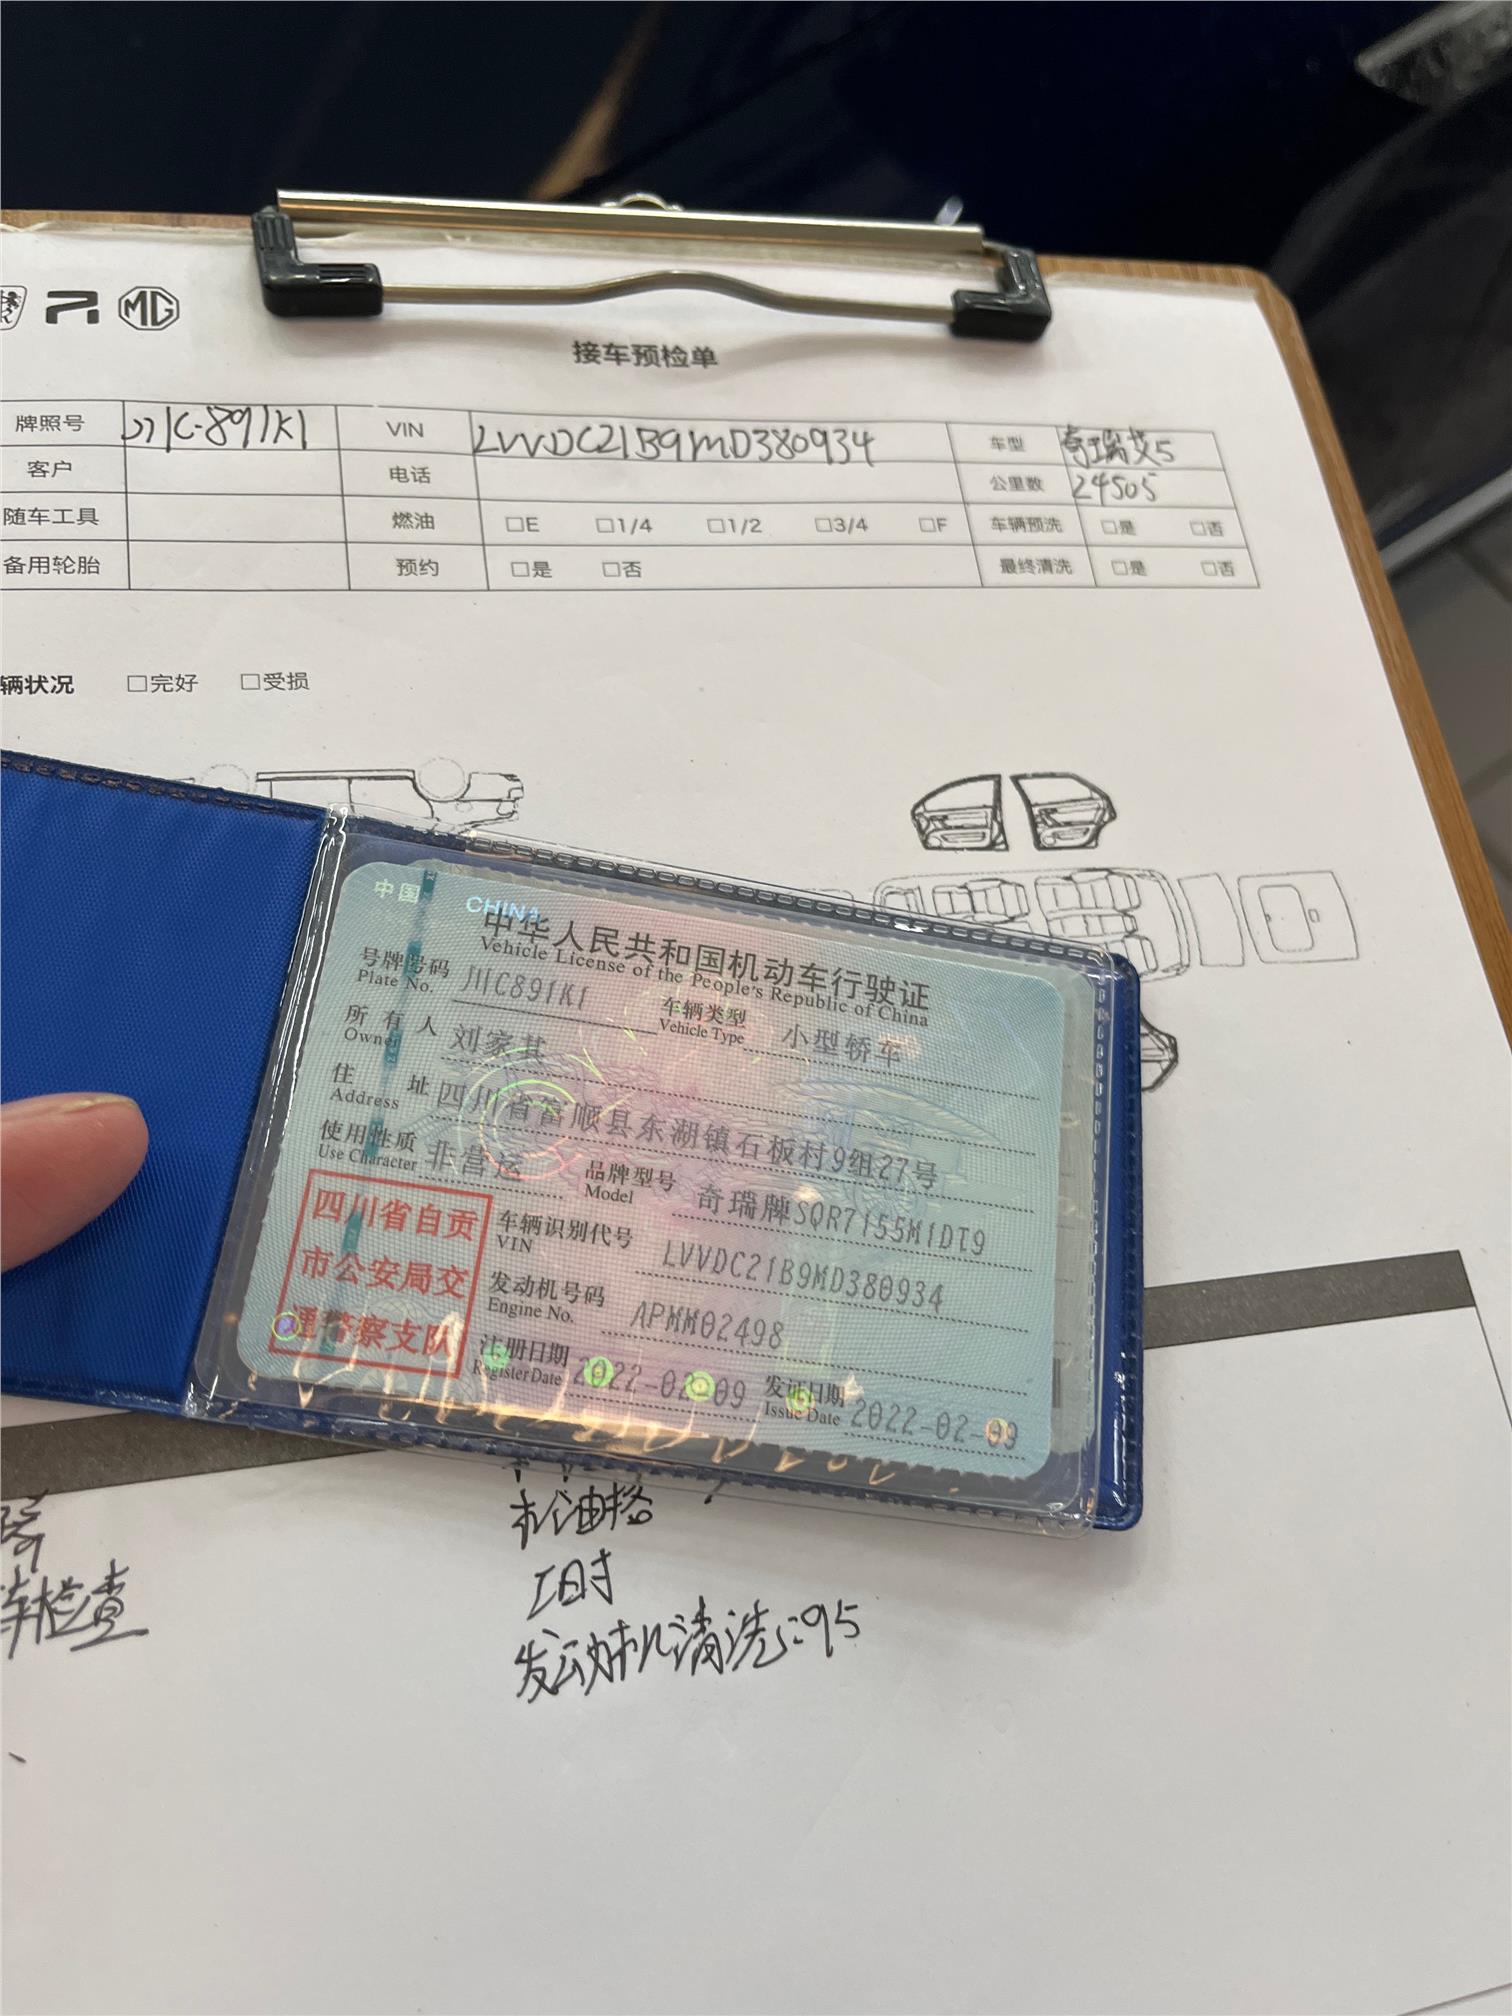 MG
接车预检单
牌照号 川C-891K1 VIN LVVDC21B9MD380934 车型 奇瑞艾5
客户 电话 公里数 24505
随车工具 燃油 □E □1/4 □1/2 □3/4 □F 车辆预洗 □是 □否
备用轮胎 预约 □是 □否 最终清洗 □是 □否
辆状况 □完好 □受损
中国 CHINA
中华人民共和国机动车行驶证
Vehicle License of the People's Republic of China
号牌号码 川C891K1 车辆类型 小型轿车
Plate No. Vehicle Type
所有人 刘家其
Owner
住址 四川省富顺县东湖镇石板村9组27号
Address
使用性质 非营运 品牌型号 奇瑞牌SQR7155M1DT9
Use Character Model
四川省自贡
市公安局交
通警察支队
车辆识别代号 LVVDC21B9MD380934
VIN
发动机号码 APMM02498
Engine No.
注册日期 2022-02-09 发证日期 2022-02-09
Register Date Issue Date
机油格
工时
发动机清洗:95
车检查